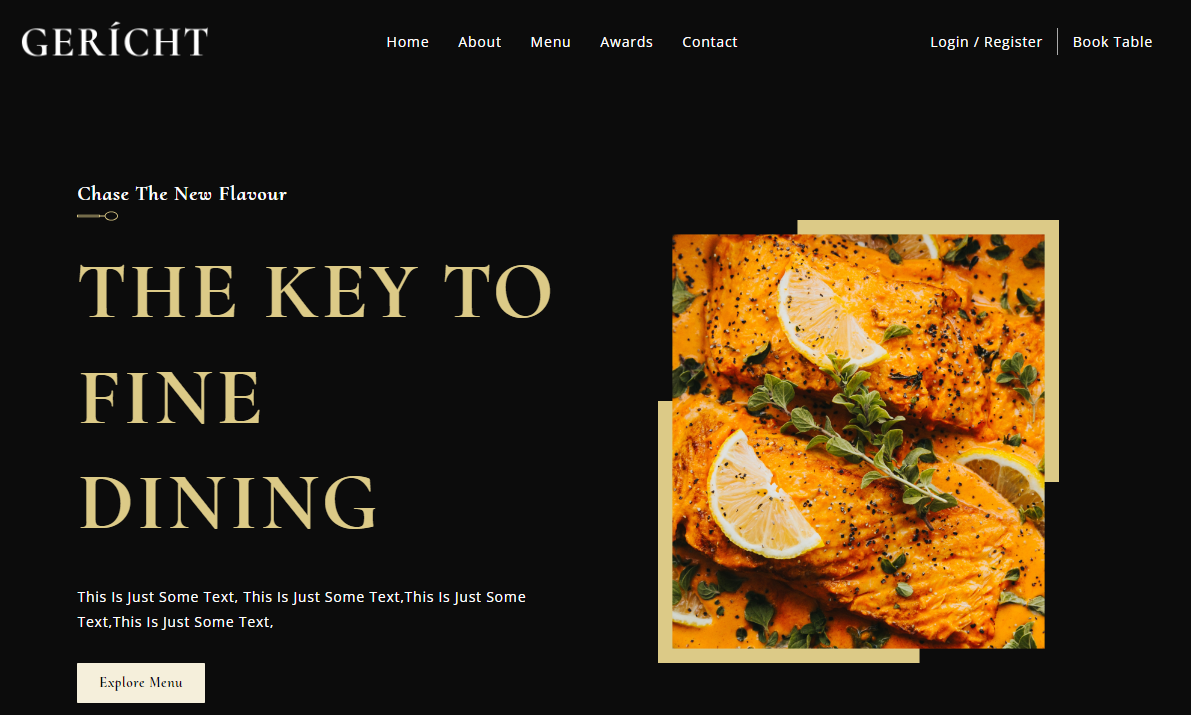 GERÍCHT
Home About Menu Awards Contact
Login / Register Book Table
Chase The New Flavour
THE KEY TO
FINE
DINING
This Is Just Some Text, This Is Just Some Text,This Is Just Some
Text,This Is Just Some Text,
Explore Menu